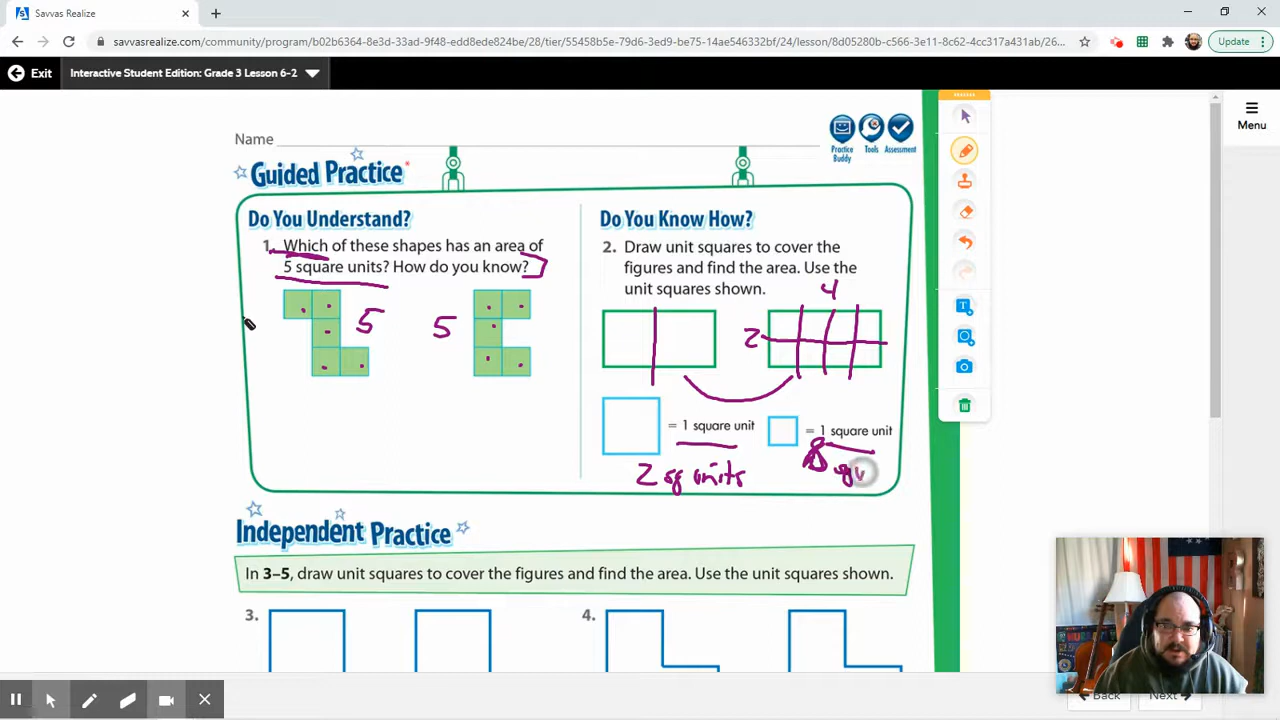 Savvas Realize
savvasrealize.com/community/program/b02b6364-8e3d-33ad-9f48-edd8ede824bd/28/tier/55458b5e-79d6-3ed9-be75-14ae546332bf/24/lesson/8d05280b-c566-3e11-8c62-4cc317a431ab/26...
Update
Exit
Interactive Student Edition: Grade 3 Lesson 6-2
Menu
Name
Practice Buddy
Tools
Assessment
Guided Practice*
Do You Understand?
1. Which of these shapes has an area of
5 square units? How do you know?
5
5
Do You Know How?
2. Draw unit squares to cover the
figures and find the area. Use the
unit squares shown.
4
2
= 1 square unit
= 1 square unit
2 sq units
8
Independent Practice
In 3–5, draw unit squares to cover the figures and find the area. Use the unit squares shown.
3.
4.
Back
Next